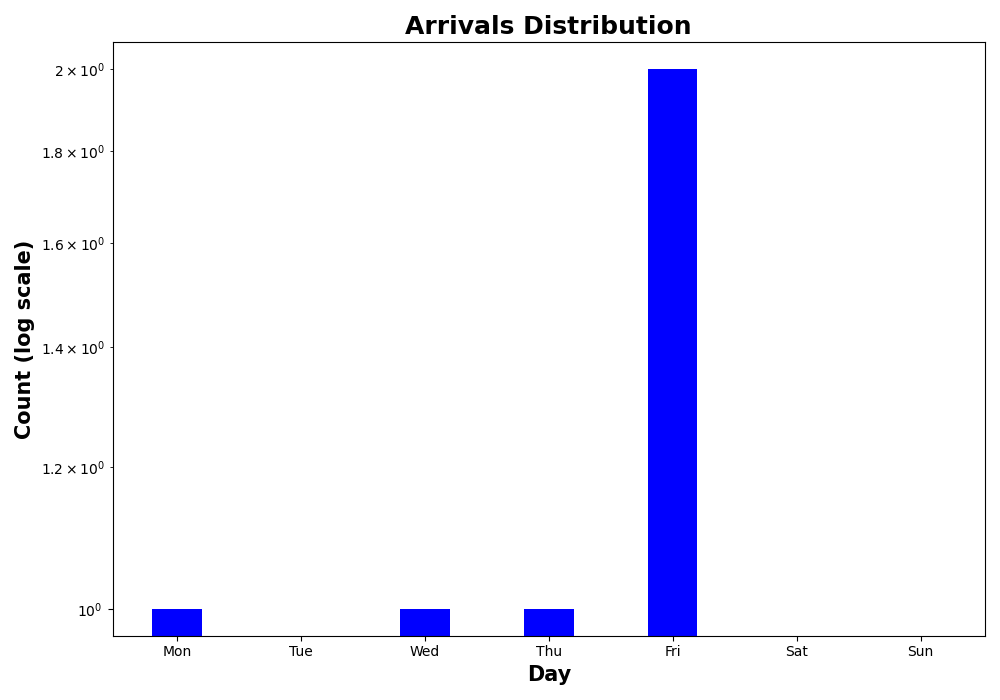 Arrivals Distribution
Count (log scale)
2 × 10⁰
1.8 × 10⁰
1.6 × 10⁰
1.4 × 10⁰
1.2 × 10⁰
10⁰
Mon Tue Wed Thu Fri Sat Sun
Day